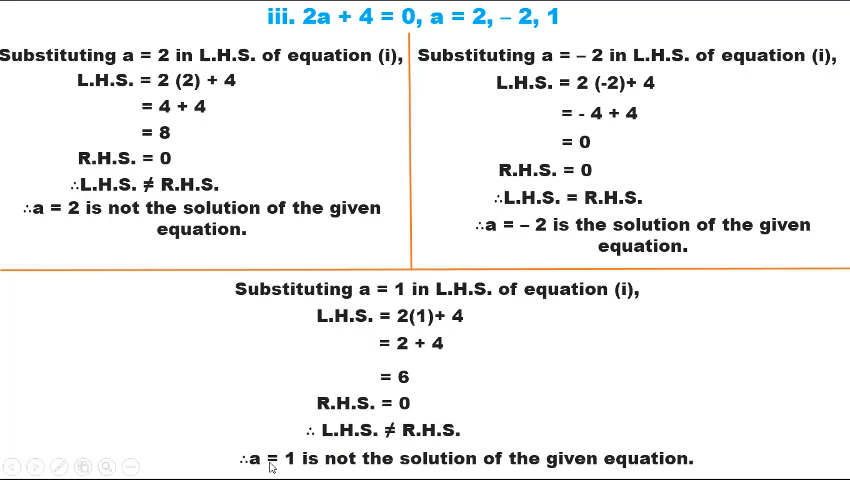 iii. 2a + 4 = 0, a = 2, – 2, 1
Substituting a = 2 in L.H.S. of equation (i),
L.H.S. = 2 (2) + 4
= 4 + 4
= 8
R.H.S. = 0
∴L.H.S. ≠ R.H.S.
∴a = 2 is not the solution of the given
equation.
Substituting a = – 2 in L.H.S. of equation (i),
L.H.S. = 2 (-2)+ 4
= - 4 + 4
= 0
R.H.S. = 0
∴L.H.S. = R.H.S.
∴a = – 2 is the solution of the given
equation.
Substituting a = 1 in L.H.S. of equation (i),
L.H.S. = 2(1)+ 4
= 2 + 4
= 6
R.H.S. = 0
∴ L.H.S. ≠ R.H.S.
∴a = 1 is not the solution of the given equation.